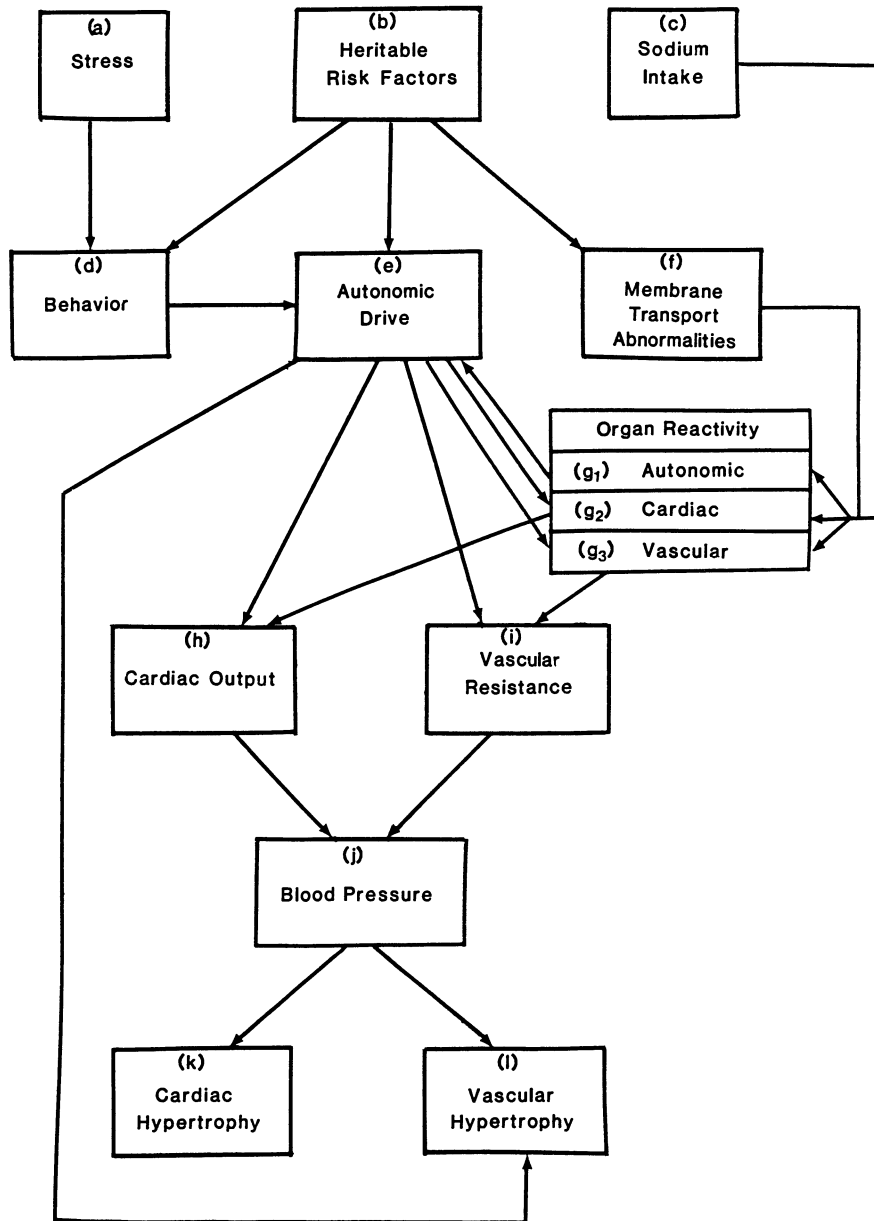 (a)
Stress
(b)
Heritable
Risk Factors
(c)
Sodium
Intake
(d)
Behavior
(e)
Autonomic
Drive
(f)
Membrane
Transport
Abnormalities
Organ Reactivity
(g1) Autonomic
(g2) Cardiac
(g3) Vascular
(h)
Cardiac Output
(i)
Vascular
Resistance
(j)
Blood Pressure
(k)
Cardiac
Hypertrophy
(l)
Vascular
Hypertrophy